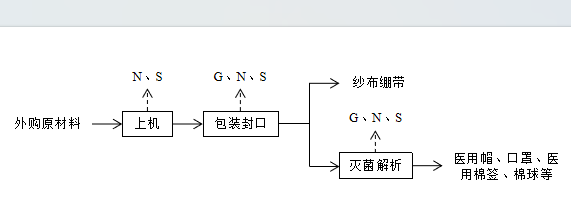 N、S
G、N、S
纱布绷带
外购原材料
上机
包装封口
G、N、S
灭菌解析
医用帽、口罩、医
用棉签、棉球等